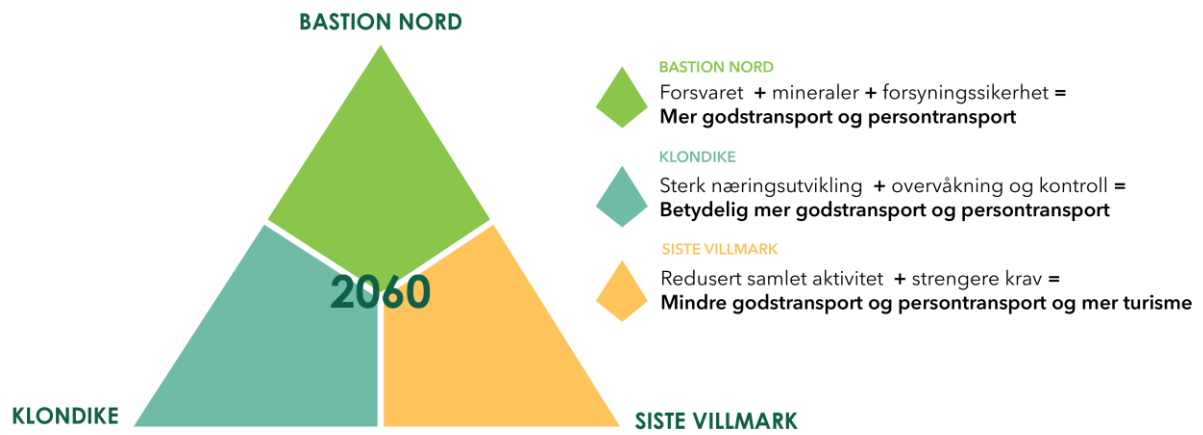 BASTION NORD
BASTION NORD
Forsvaret + mineraler + forsyningssikerhet =
Mer godstransport og persontransport
KLONDIKE
Sterk næringsutvikling + overvåkning og kontroll =
Betydelig mer godstransport og persontransport
SISTE VILLMARK
Redusert samlet aktivitet + strengere krav =
Mindre godstransport og persontransport og mer turisme
2060
KLONDIKE
SISTE VILLMARK